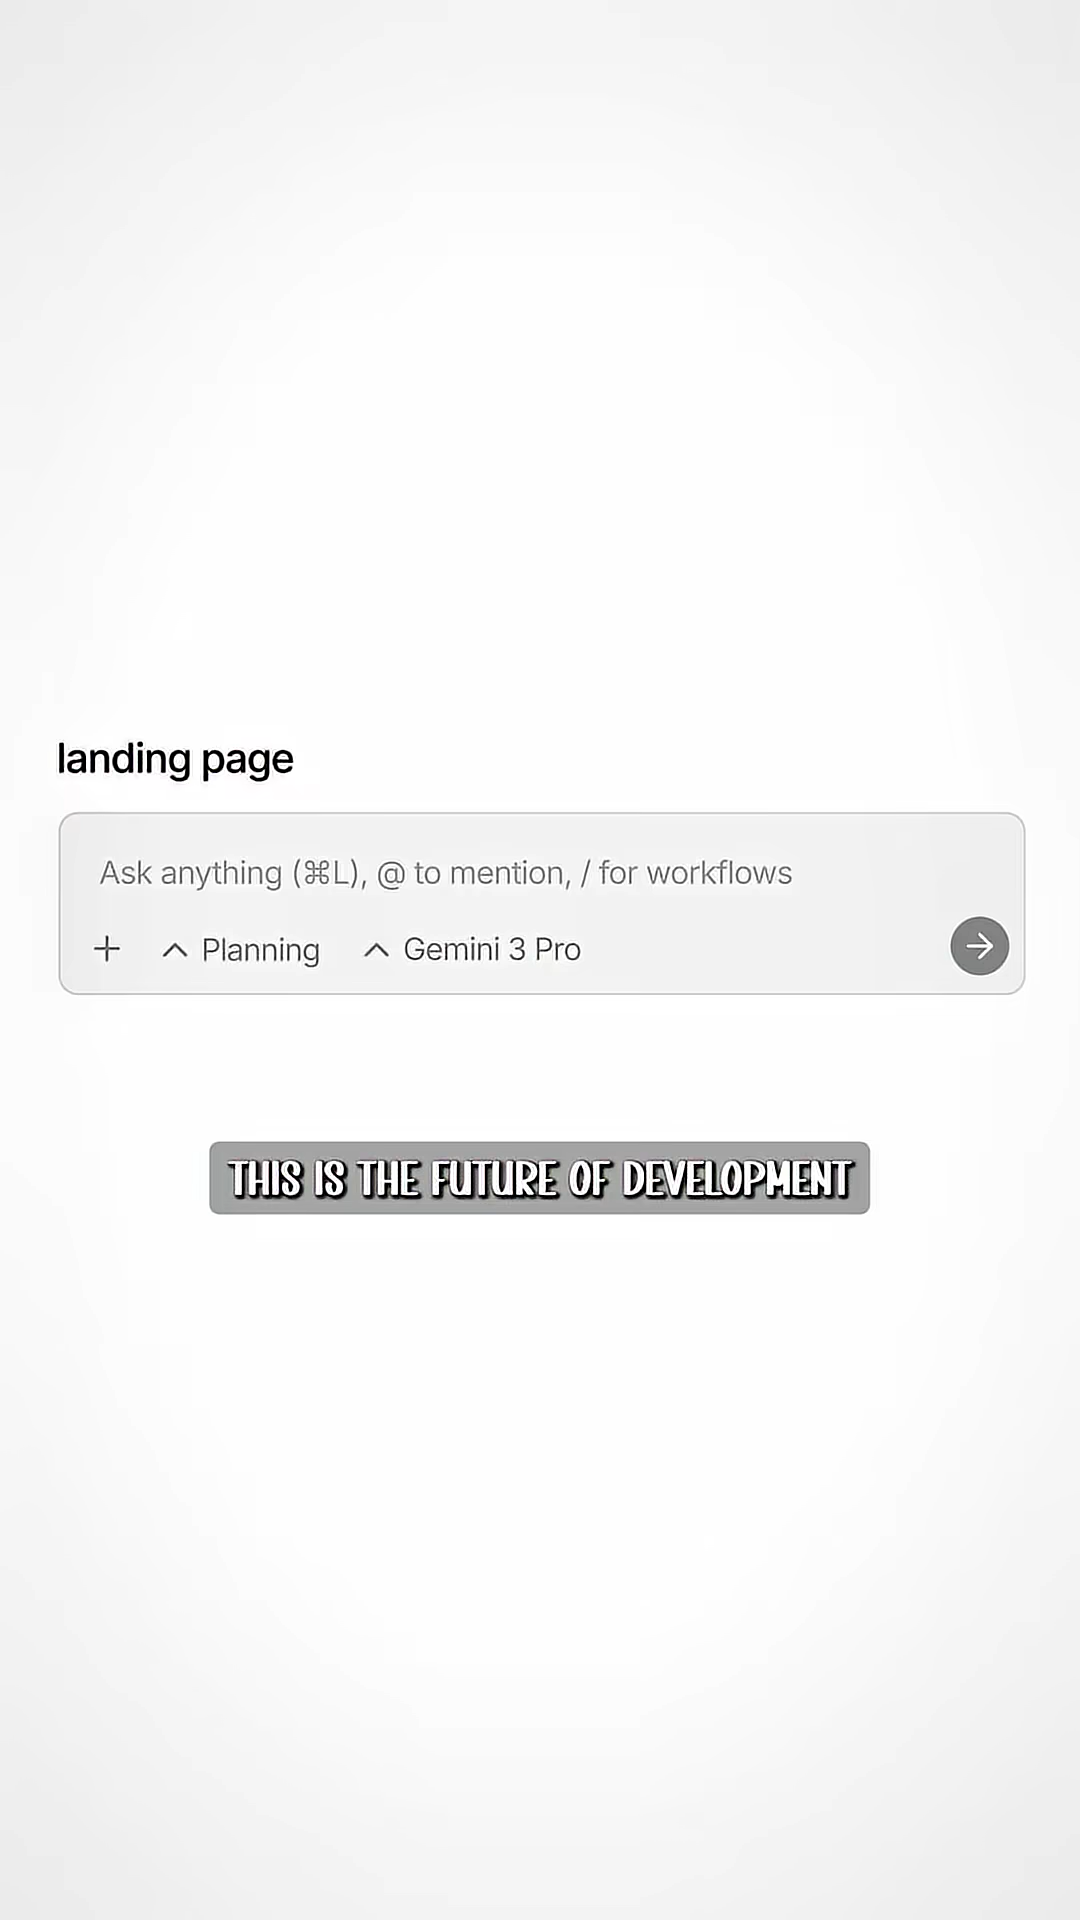 landing page
Ask anything (⌘L), @ to mention, / for workflows
Planning Gemini 3 Pro
THIS IS THE FUTURE OF DEVELOPMENT